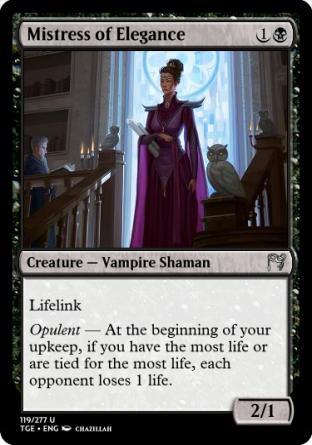 Mistress of Elegance 1
Creature — Vampire Shaman
Lifelink
Opulent — At the beginning of your
upkeep, if you have the most life or
are tied for the most life, each
opponent loses 1 life.
2/1
119/277 U
TGE • ENG CHAZILLAH